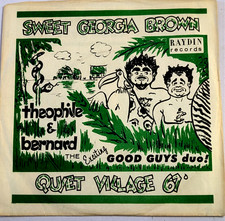 SWEET GEORGIA BROWN
RAYDIN
records
theophile
&
bernard
THE Exciting
GOOD GUYS duo!
QUIET VILLAGE 67'